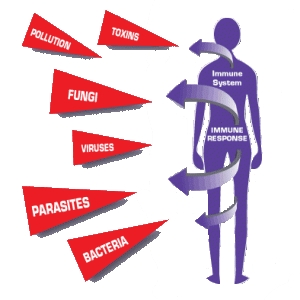 POLLUTION
TOXINS
FUNGI
VIRUSES
PARASITES
BACTERIA
Immune
System
IMMUNE
RESPONSE